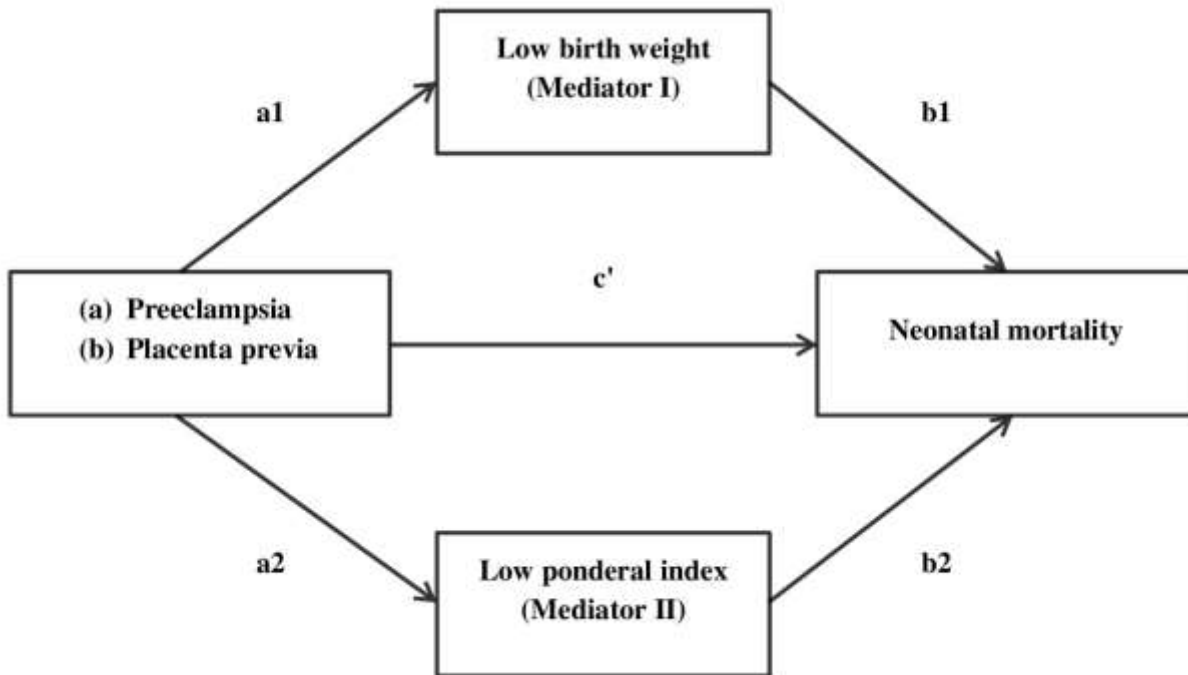 Low birth weight
(Mediator I)
a1
b1
c'
(a) Preeclampsia
(b) Placenta previa
Neonatal mortality
a2
b2
Low ponderal index
(Mediator II)